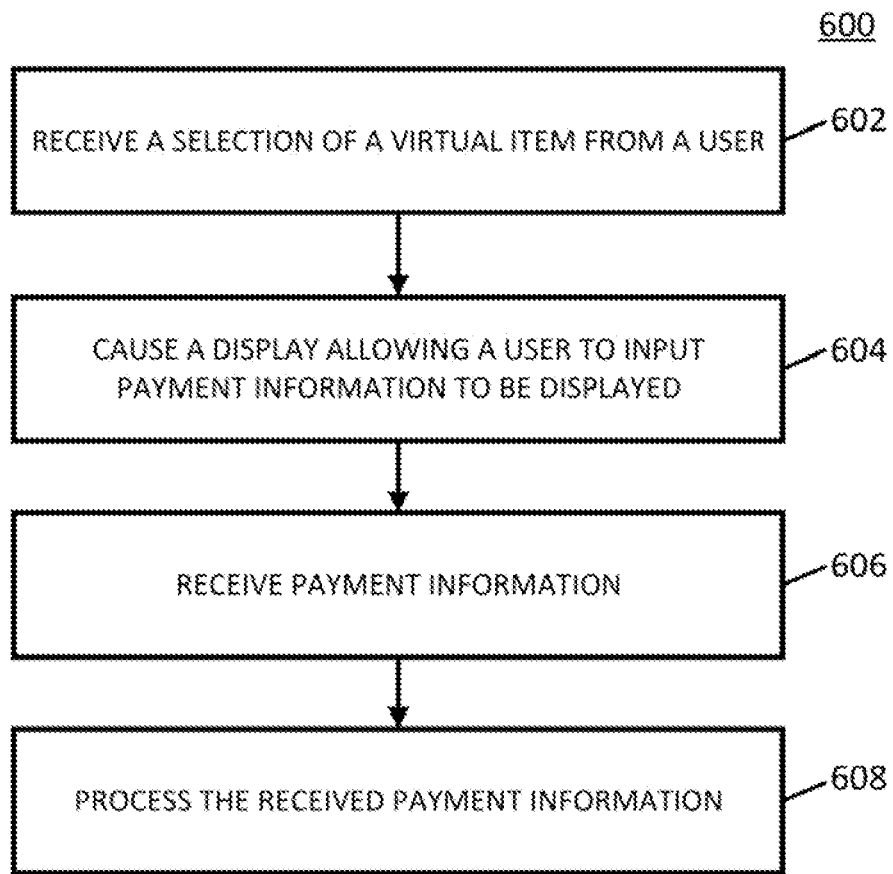 600
RECEIVE A SELECTION OF A VIRTUAL ITEM FROM A USER
602
CAUSE A DISPLAY ALLOWING A USER TO INPUT
PAYMENT INFORMATION TO BE DISPLAYED
604
RECEIVE PAYMENT INFORMATION
606
PROCESS THE RECEIVED PAYMENT INFORMATION
608